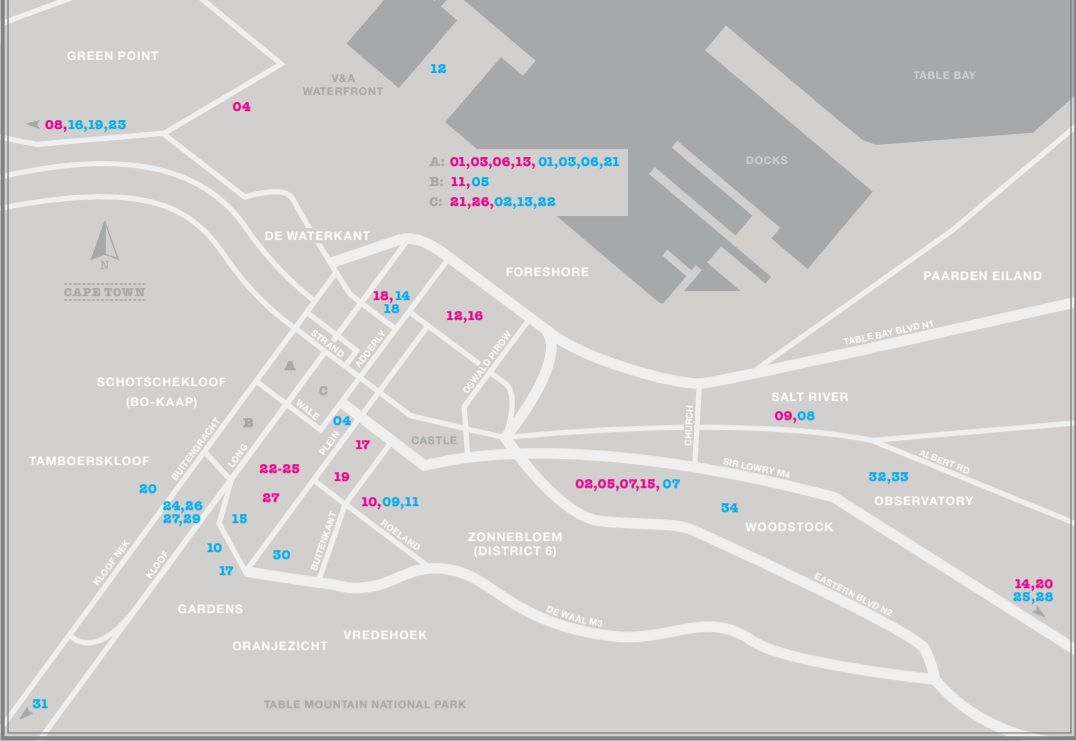 GREEN POINT
V&A
WATERFRONT
12
TABLE BAY
04
08,16,19,23
A: 01,03,06,13, 01,03,06,21
B: 11,05
C: 21,26,02,13,22
DOCKS
DE WATERKANT
N
CAPE TOWN
FORESHORE
PAARDEN EILAND
18,14
18
12,16
TABLE BAY BLVD N1
STRAND
ADDERLY
OSWALD PIROW
A
C
SCHOTSCHEKLOOF
(BO-KAAP)
WALE
04
B
SALT RIVER
09,08
CHURCH
CASTLE
PLEIN
17
BUITENGRACHT
LONG
TAMBOERSKLOOF
22-25
19
SIR LOWRY M4
ALBERT RD
20
27
02,05,07,15, 07
32,33
OBSERVATORY
24,26
27,29
15
10,09,11
34
WOODSTOCK
ROELAND
BUITENKANT
ZONNEBLOEM
(DISTRICT 6)
10
30
17
KLOOF NEK
KLOOF
EASTERN BLVD N2
14,20
25,28
GARDENS
DE WAAL M3
VREDEHOEK
ORANJEZICHT
31
TABLE MOUNTAIN NATIONAL PARK